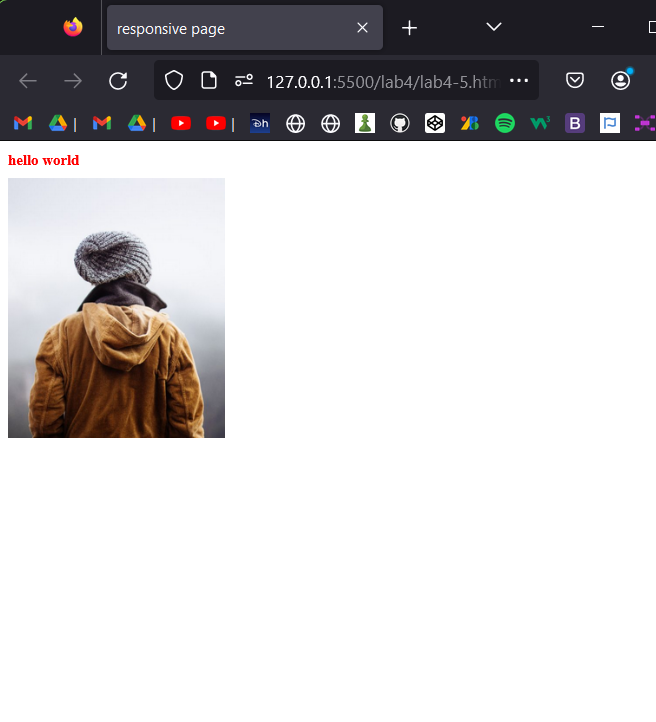 responsive page
127.0.0.1:5500/lab4/lab4-5.htm
hello world